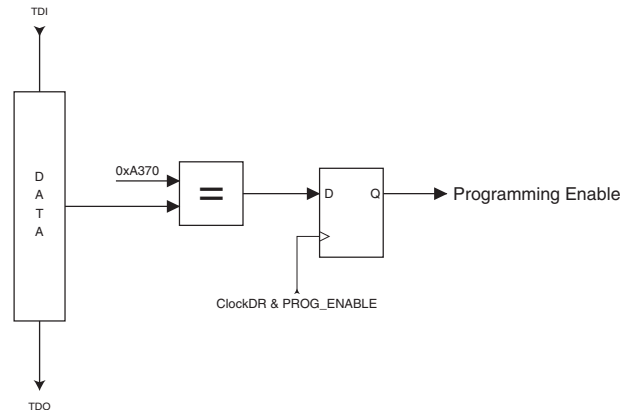 TDI
D
A
T
A
0xA370
=
D
Q
Programming Enable
ClockDR & PROG_ENABLE
TDO